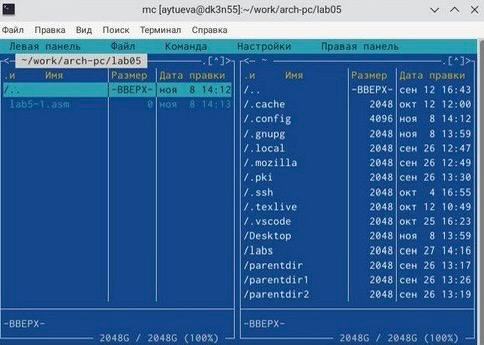 mc [aytueva@dk3n55]:~/work/arch-pc/lab05
Файл Правка Вид Поиск Терминал Справка
Левая панель Файл Команда Настройки Правая панель
<— ~/work/arch-pc/lab05 .[^]> <— ~ .[^]>
.и Имя Размер Дата правки .и Имя Размер Дата правки
/.. -ВВЕРХ- ноя 8 14:12 /.. -ВВЕРХ- сен 12 16:43
lab5-1.asm 0 ноя 8 14:13 /.cache 2048 окт 12 12:00
/.config 4096 ноя 8 14:12
/.gnupg 2048 ноя 8 13:59
/.local 2048 сен 26 12:47
/.mozilla 2048 сен 26 12:49
/.pki 2048 сен 26 13:30
/.ssh 2048 окт 4 16:55
/.texlive 2048 окт 12 10:49
/.vscode 2048 окт 25 16:23
/Desktop 2048 ноя 8 13:59
/labs 2048 сен 27 14:16
/parentdir 2048 сен 26 13:17
/parentdir1 2048 сен 26 13:26
/parentdir2 2048 сен 26 13:19
-ВВЕРХ- -ВВЕРХ-
2048G / 2048G (100%) 2048G / 2048G (100%)